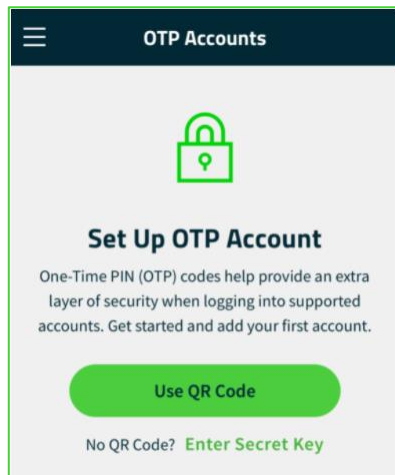 OTP Accounts
Set Up OTP Account
One-Time PIN (OTP) codes help provide an extra
layer of security when logging into supported
accounts. Get started and add your first account.
Use QR Code
No QR Code? Enter Secret Key